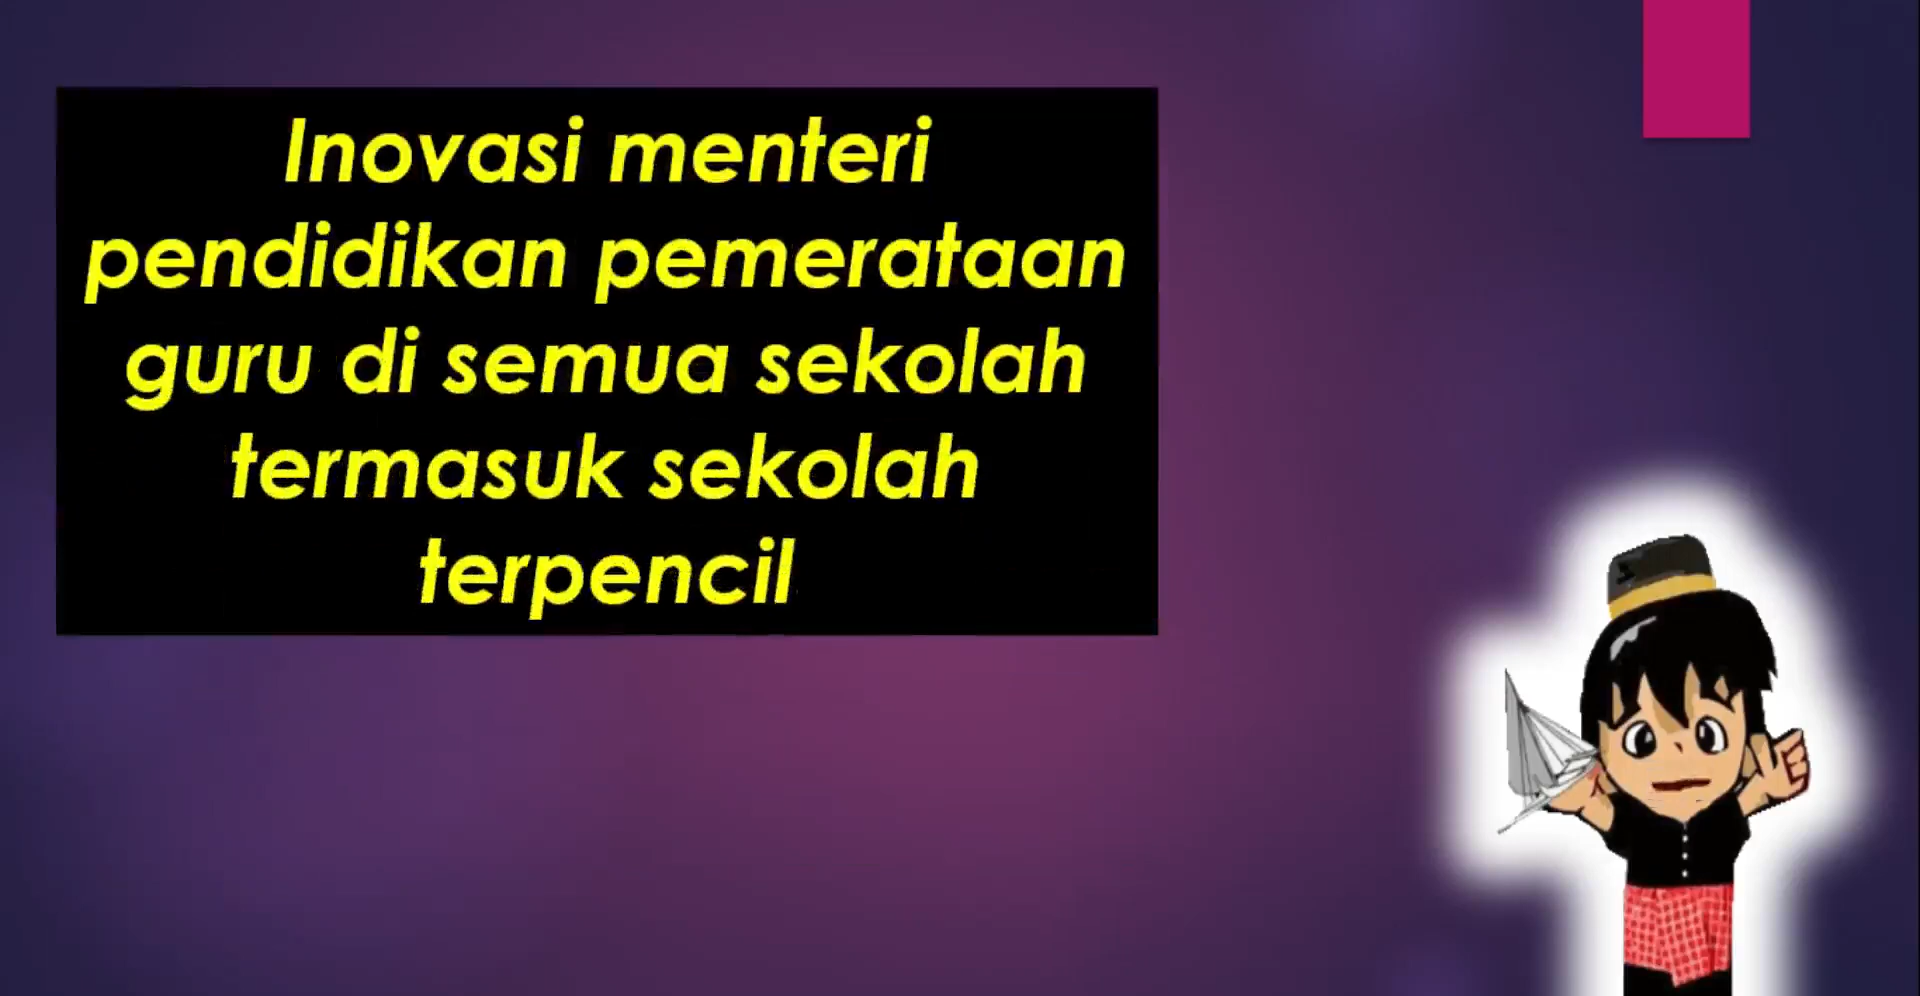 Inovasi menteri
pendidikan pemerataan
guru di semua sekolah
termasuk sekolah
terpencil